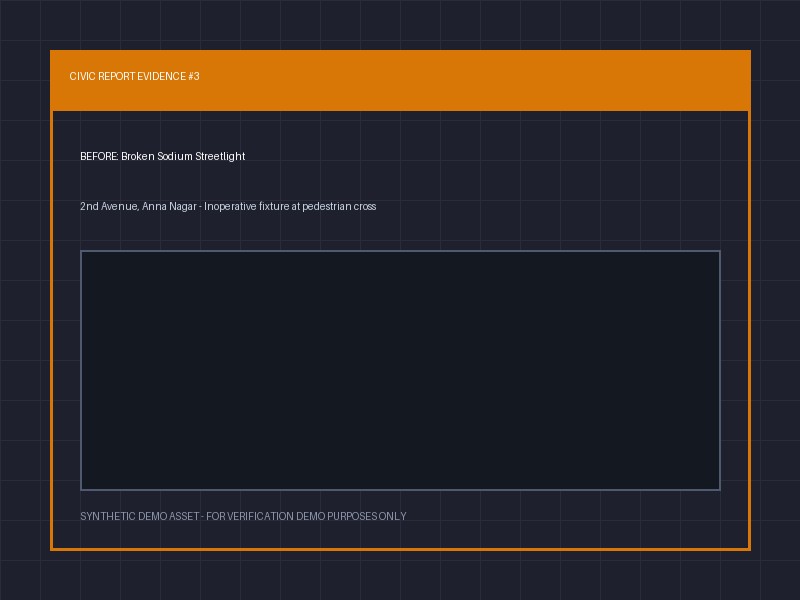 CIVIC REPORT EVIDENCE #3
BEFORE: Broken Sodium Streetlight
2nd Avenue, Anna Nagar - Inoperative fixture at pedestrian cross
SYNTHETIC DEMO ASSET - FOR VERIFICATION DEMO PURPOSES ONLY